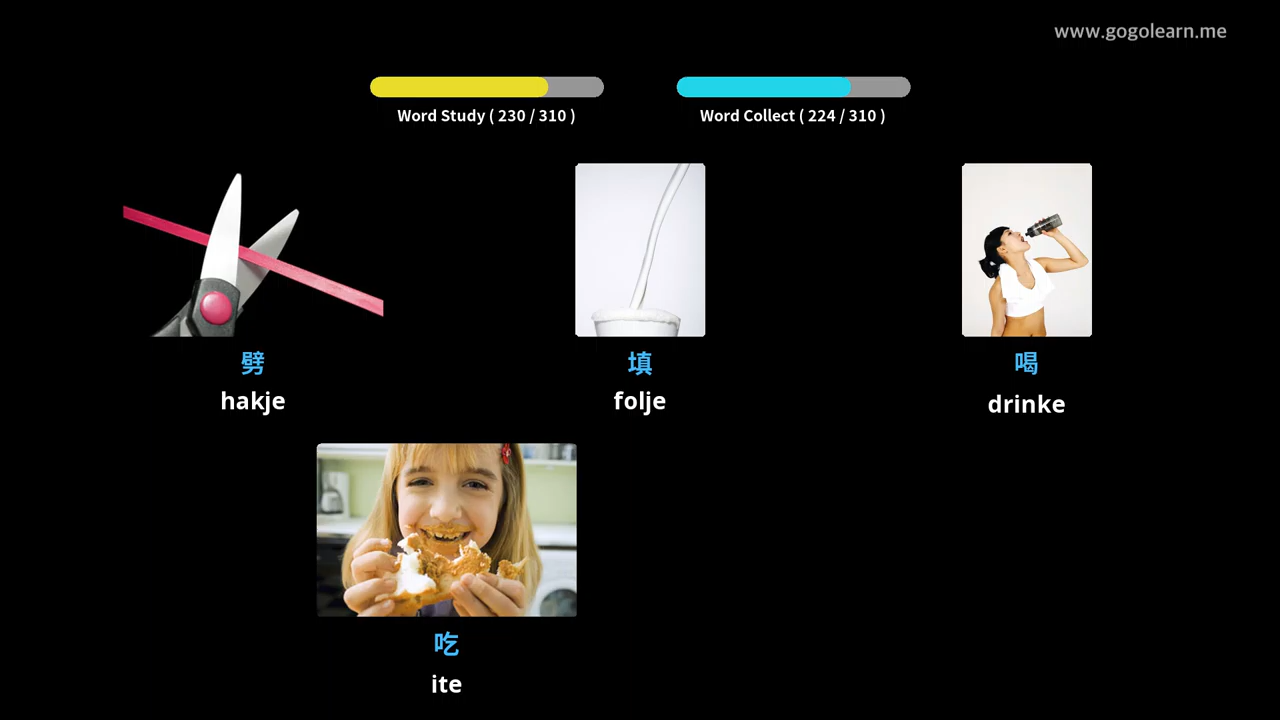 www.gogolearn.me
Word Study ( 230 / 310 )
Word Collect ( 224 / 310 )
劈
hakje
填
folje
喝
drinke
吃
ite